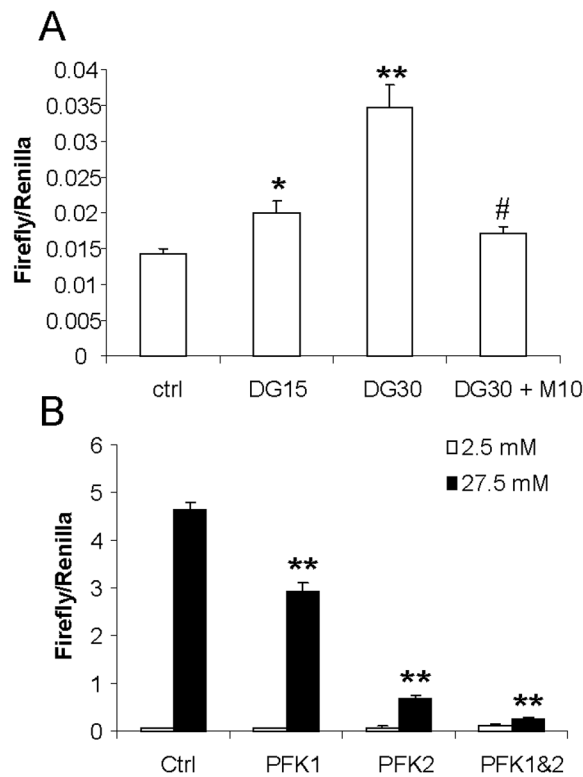 A
Firefly/Renilla
0.04
0.035
0.03
0.025
0.02
0.015
0.01
0.005
0
*
**
#
ctrl DG15 DG30 DG30 + M10
B
Firefly/Renilla
6
5
4
3
2
1
0
2.5 mM
27.5 mM
**
**
**
Ctrl PFK1 PFK2 PFK1&2